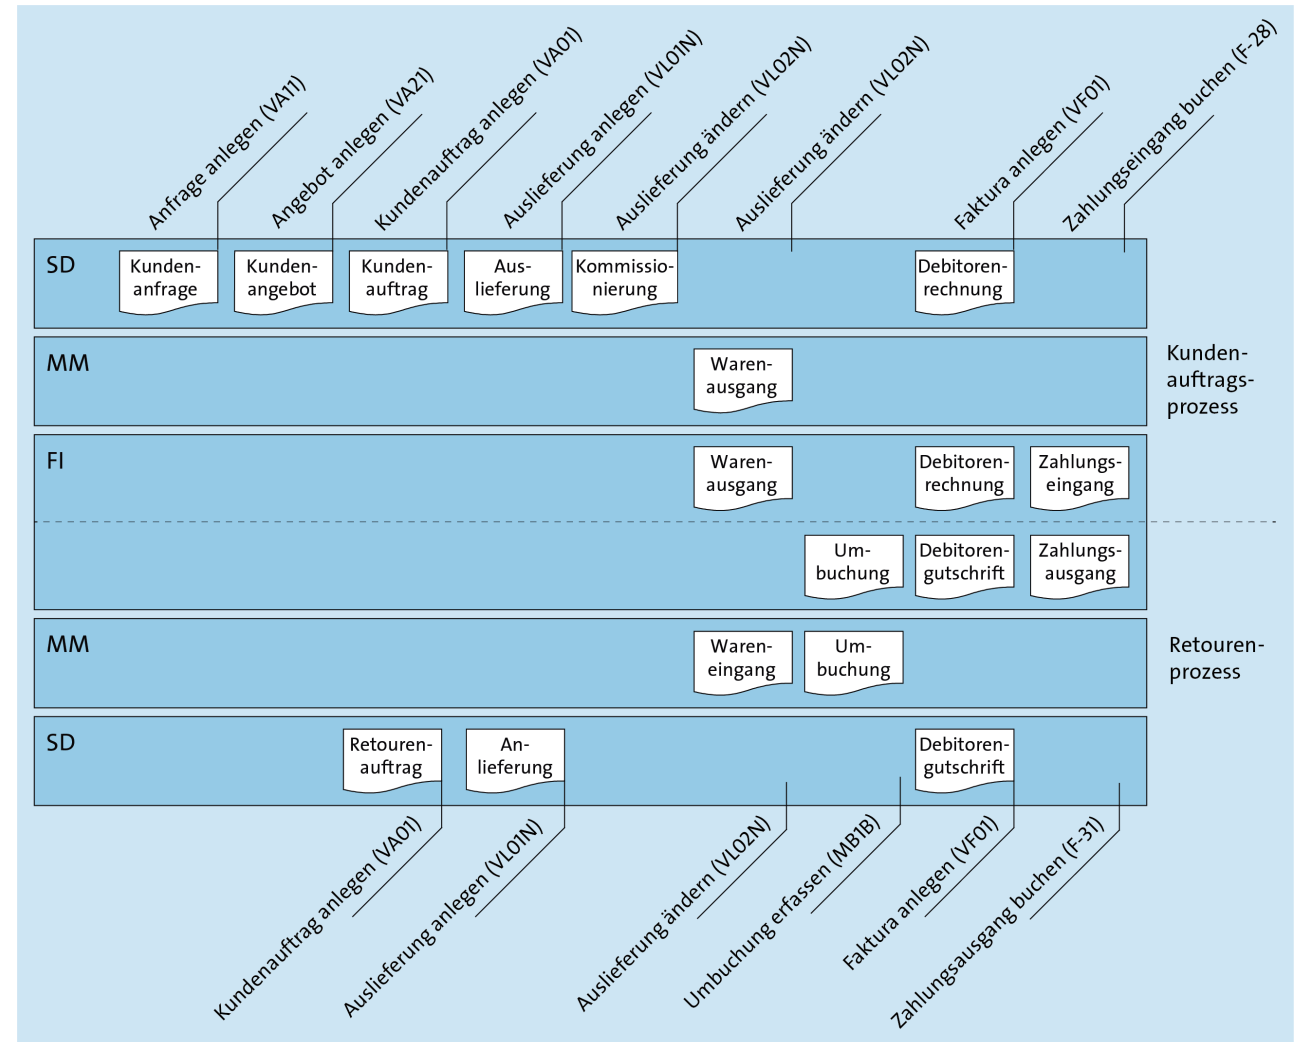 Anfrage anlegen (VA11)
Angebot anlegen (VA21)
Kundenauftrag anlegen (VA01)
Auslieferung anlegen (VL01N)
Auslieferung ändern (VL02N)
Auslieferung ändern (VL02N)
Faktura anlegen (VF01)
Zahlungseingang buchen (F-28)
SD
Kunden-
anfrage
Kunden-
angebot
Kunden-
auftrag
Aus-
lieferung
Kommissio-
nierung
Debitoren-
rechnung
MM
Waren-
ausgang
Kunden-
auftrags-
prozess
FI
Waren-
ausgang
Debitoren-
rechnung
Zahlungs-
eingang
Um-
buchung
Debitoren-
gutschrift
Zahlungs-
ausgang
MM
Waren-
eingang
Um-
buchung
Retouren-
prozess
SD
Retouren-
auftrag
An-
lieferung
Debitoren-
gutschrift
Kundenauftrag anlegen (VA01)
Auslieferung anlegen (VL01N)
Auslieferung ändern (VL02N)
Umbuchung erfassen (MB1B)
Faktura anlegen (VF01)
Zahlungsausgang buchen (F-31)